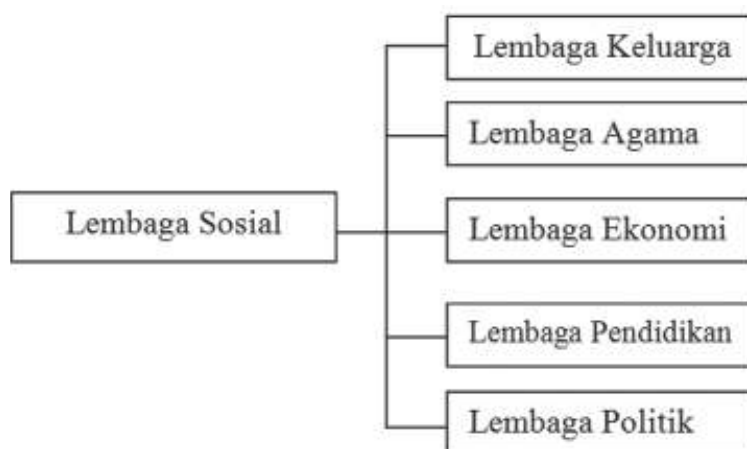 Lembaga Keluarga
Lembaga Agama
Lembaga Sosial
Lembaga Ekonomi
Lembaga Pendidikan
Lembaga Politik